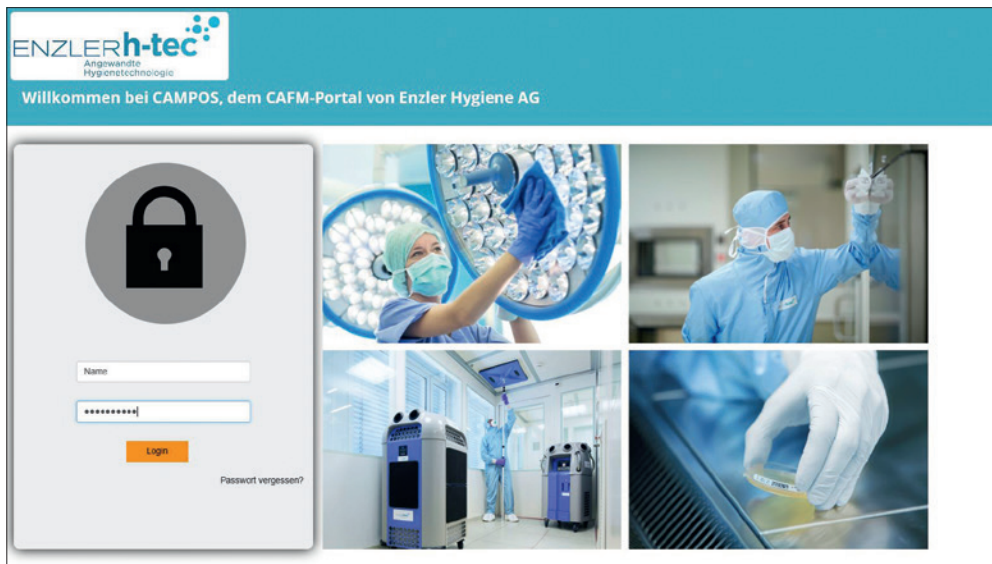 ENZLERh-tec
Angewandte
Hygienetechnologie
Willkommen bei CAMPOS, dem CAFM-Portal von Enzler Hygiene AG
Name
••••••••••
Login
Passwort vergessen?